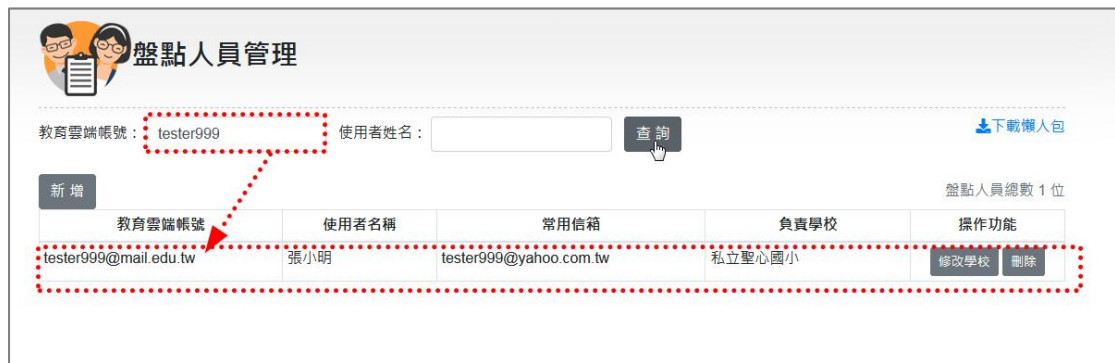 盤點人員管理
教育雲端帳號： tester999 使用者姓名： 查詢 下載懶人包
新增 盤點人員總數 1 位
教育雲端帳號 使用者名稱 常用信箱 負責學校 操作功能
tester999@mail.edu.tw 張小明 tester999@yahoo.com.tw 私立聖心國小 修改學校 刪除